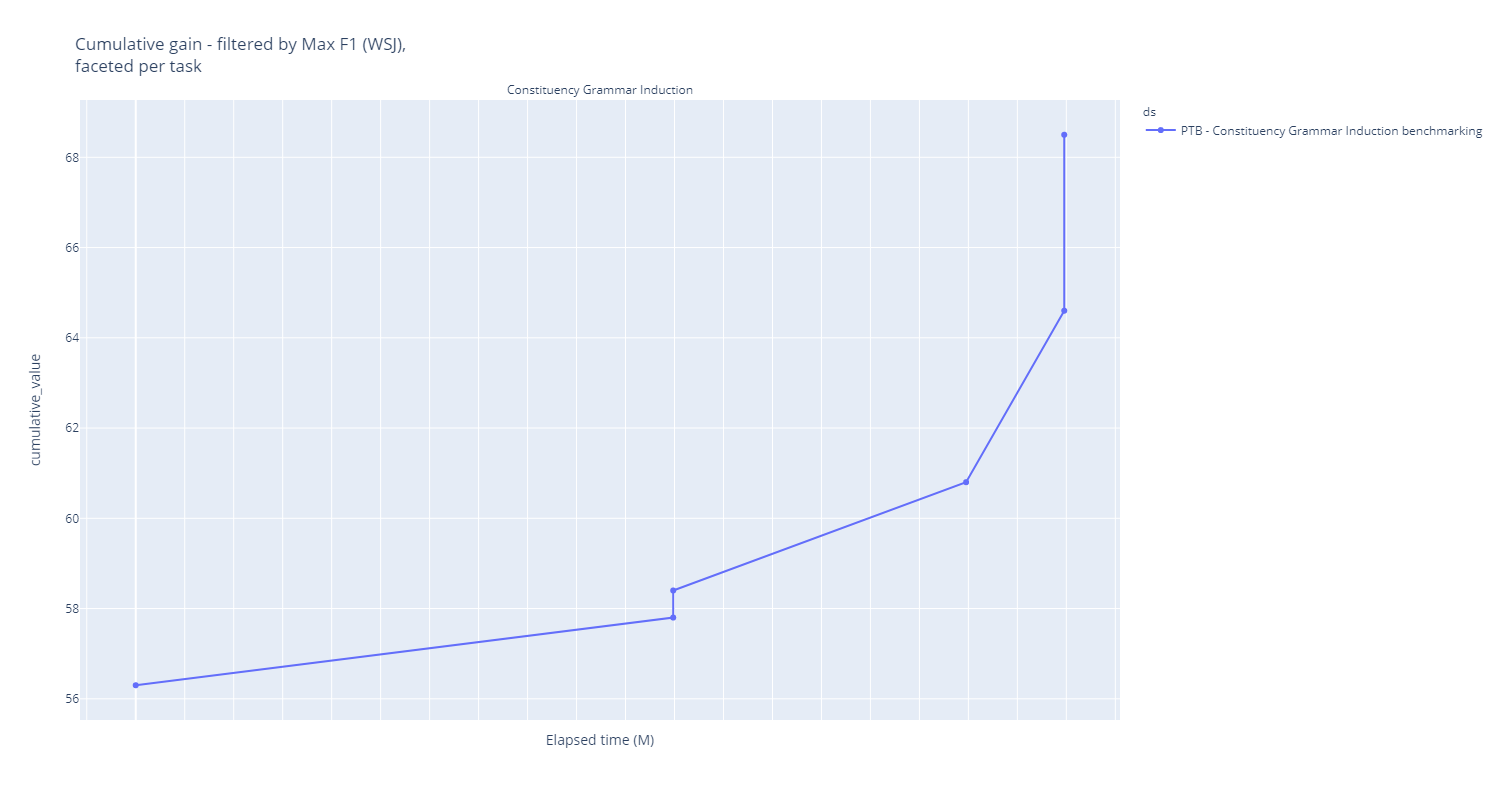 Cumulative gain - filtered by Max F1 (WSJ),
faceted per task
Constituency Grammar Induction
ds
PTB - Constituency Grammar Induction benchmarking
68
66
64
62
60
58
56
cumulative_value
Elapsed time (M)